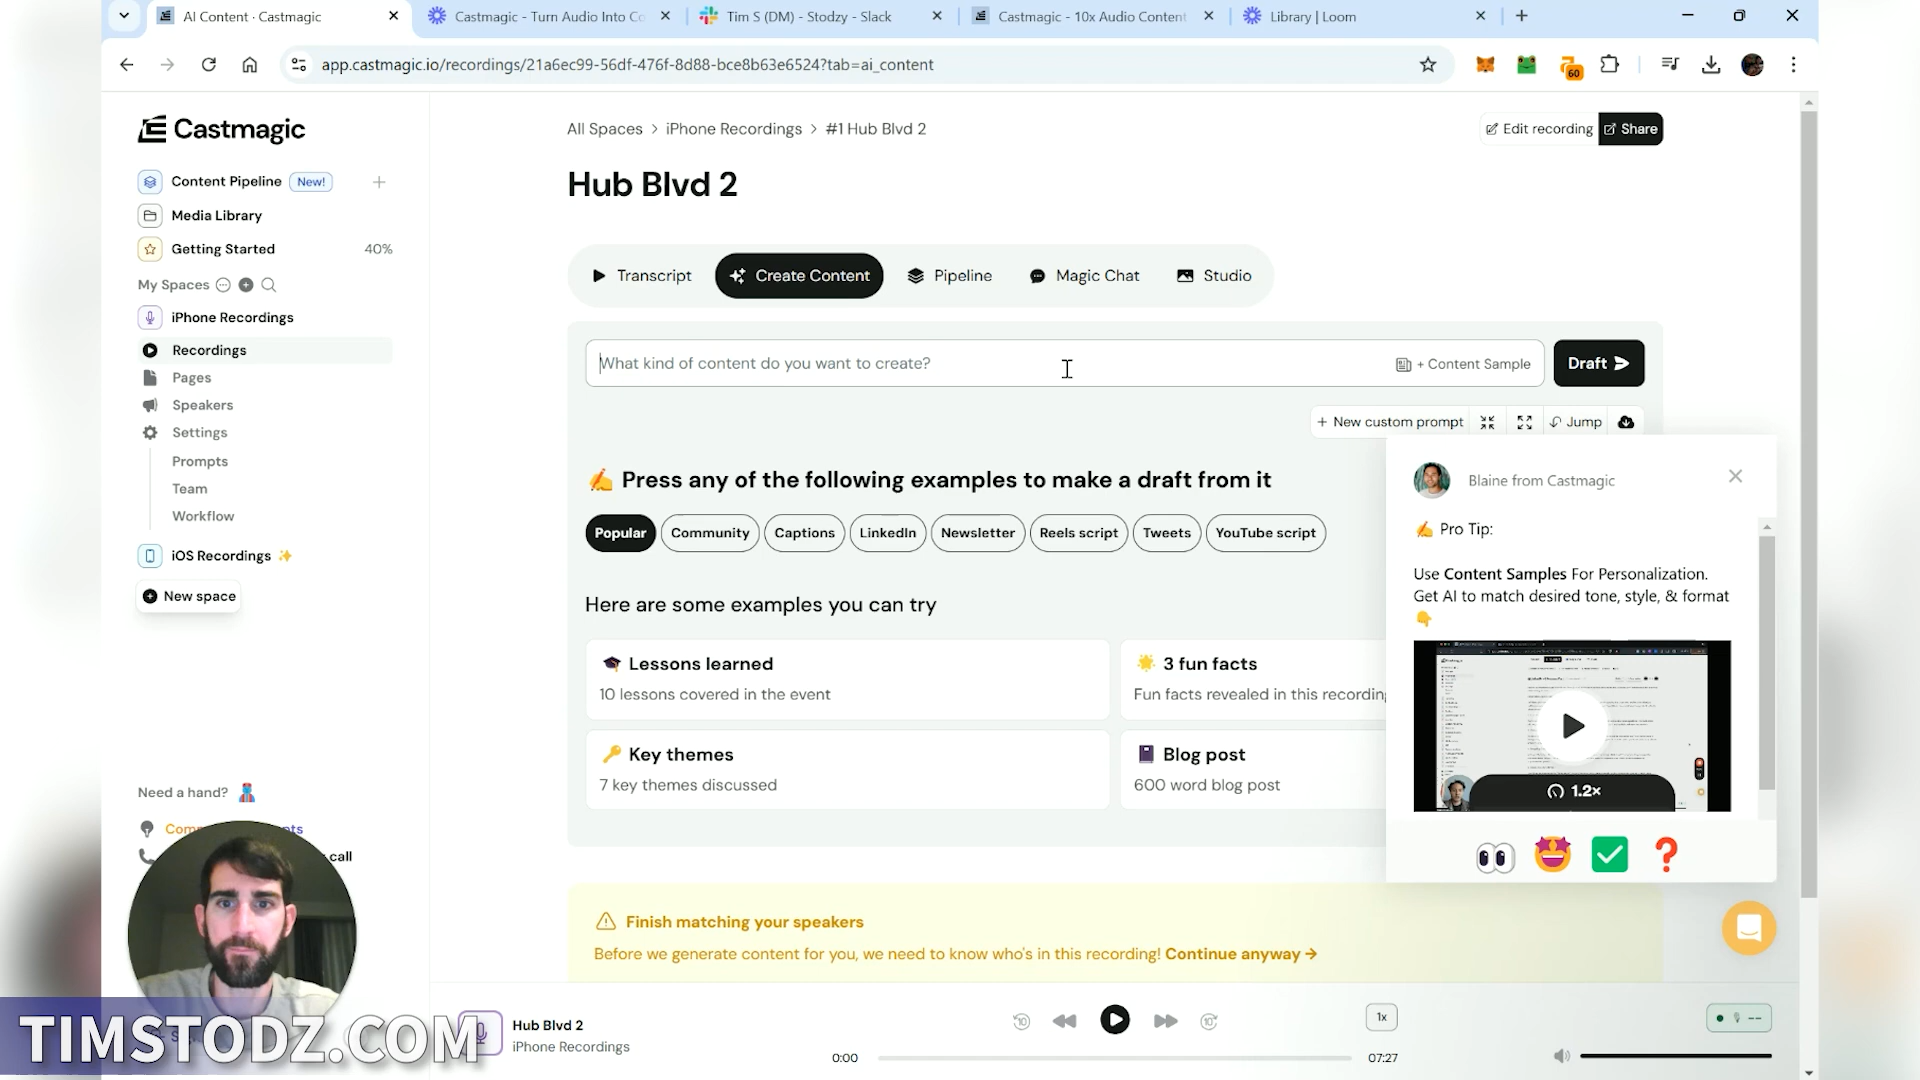 AI Content · Castmagic
Castmagic - Turn Audio Into Co
Tim S (DM) - Stodzy - Slack
Castmagic - 10x Audio Content
Library | Loom
app.castmagic.io/recordings/21a6ec99-56df-476f-8d88-bce8b63e6524?tab=ai_content
60
Castmagic
Content Pipeline New!
Media Library
Getting Started 40%
My Spaces
iPhone Recordings
Recordings
Pages
Speakers
Settings
Prompts
Team
Workflow
iOS Recordings
New space
Need a hand?
call
All Spaces > iPhone Recordings > #1 Hub Blvd 2
Edit recording
Share
Hub Blvd 2
Transcript
Create Content
Pipeline
Magic Chat
Studio
What kind of content do you want to create?
+ Content Sample
Draft
+ New custom prompt
Jump
Press any of the following examples to make a draft from it
Popular
Community
Captions
LinkedIn
Newsletter
Reels script
Tweets
YouTube script
Here are some examples you can try
Lessons learned
10 lessons covered in the event
3 fun facts
Fun facts revealed in this recording
Key themes
7 key themes discussed
Blog post
600 word blog post
Blaine from Castmagic
Pro Tip:
Use Content Samples For Personalization.
Get AI to match desired tone, style, & format
1.2×
Finish matching your speakers
Before we generate content for you, we need to know who's in this recording! Continue anyway →
Hub Blvd 2
iPhone Recordings
10
10
1x
0:00
07:27
--
TIMSTODZ.COM